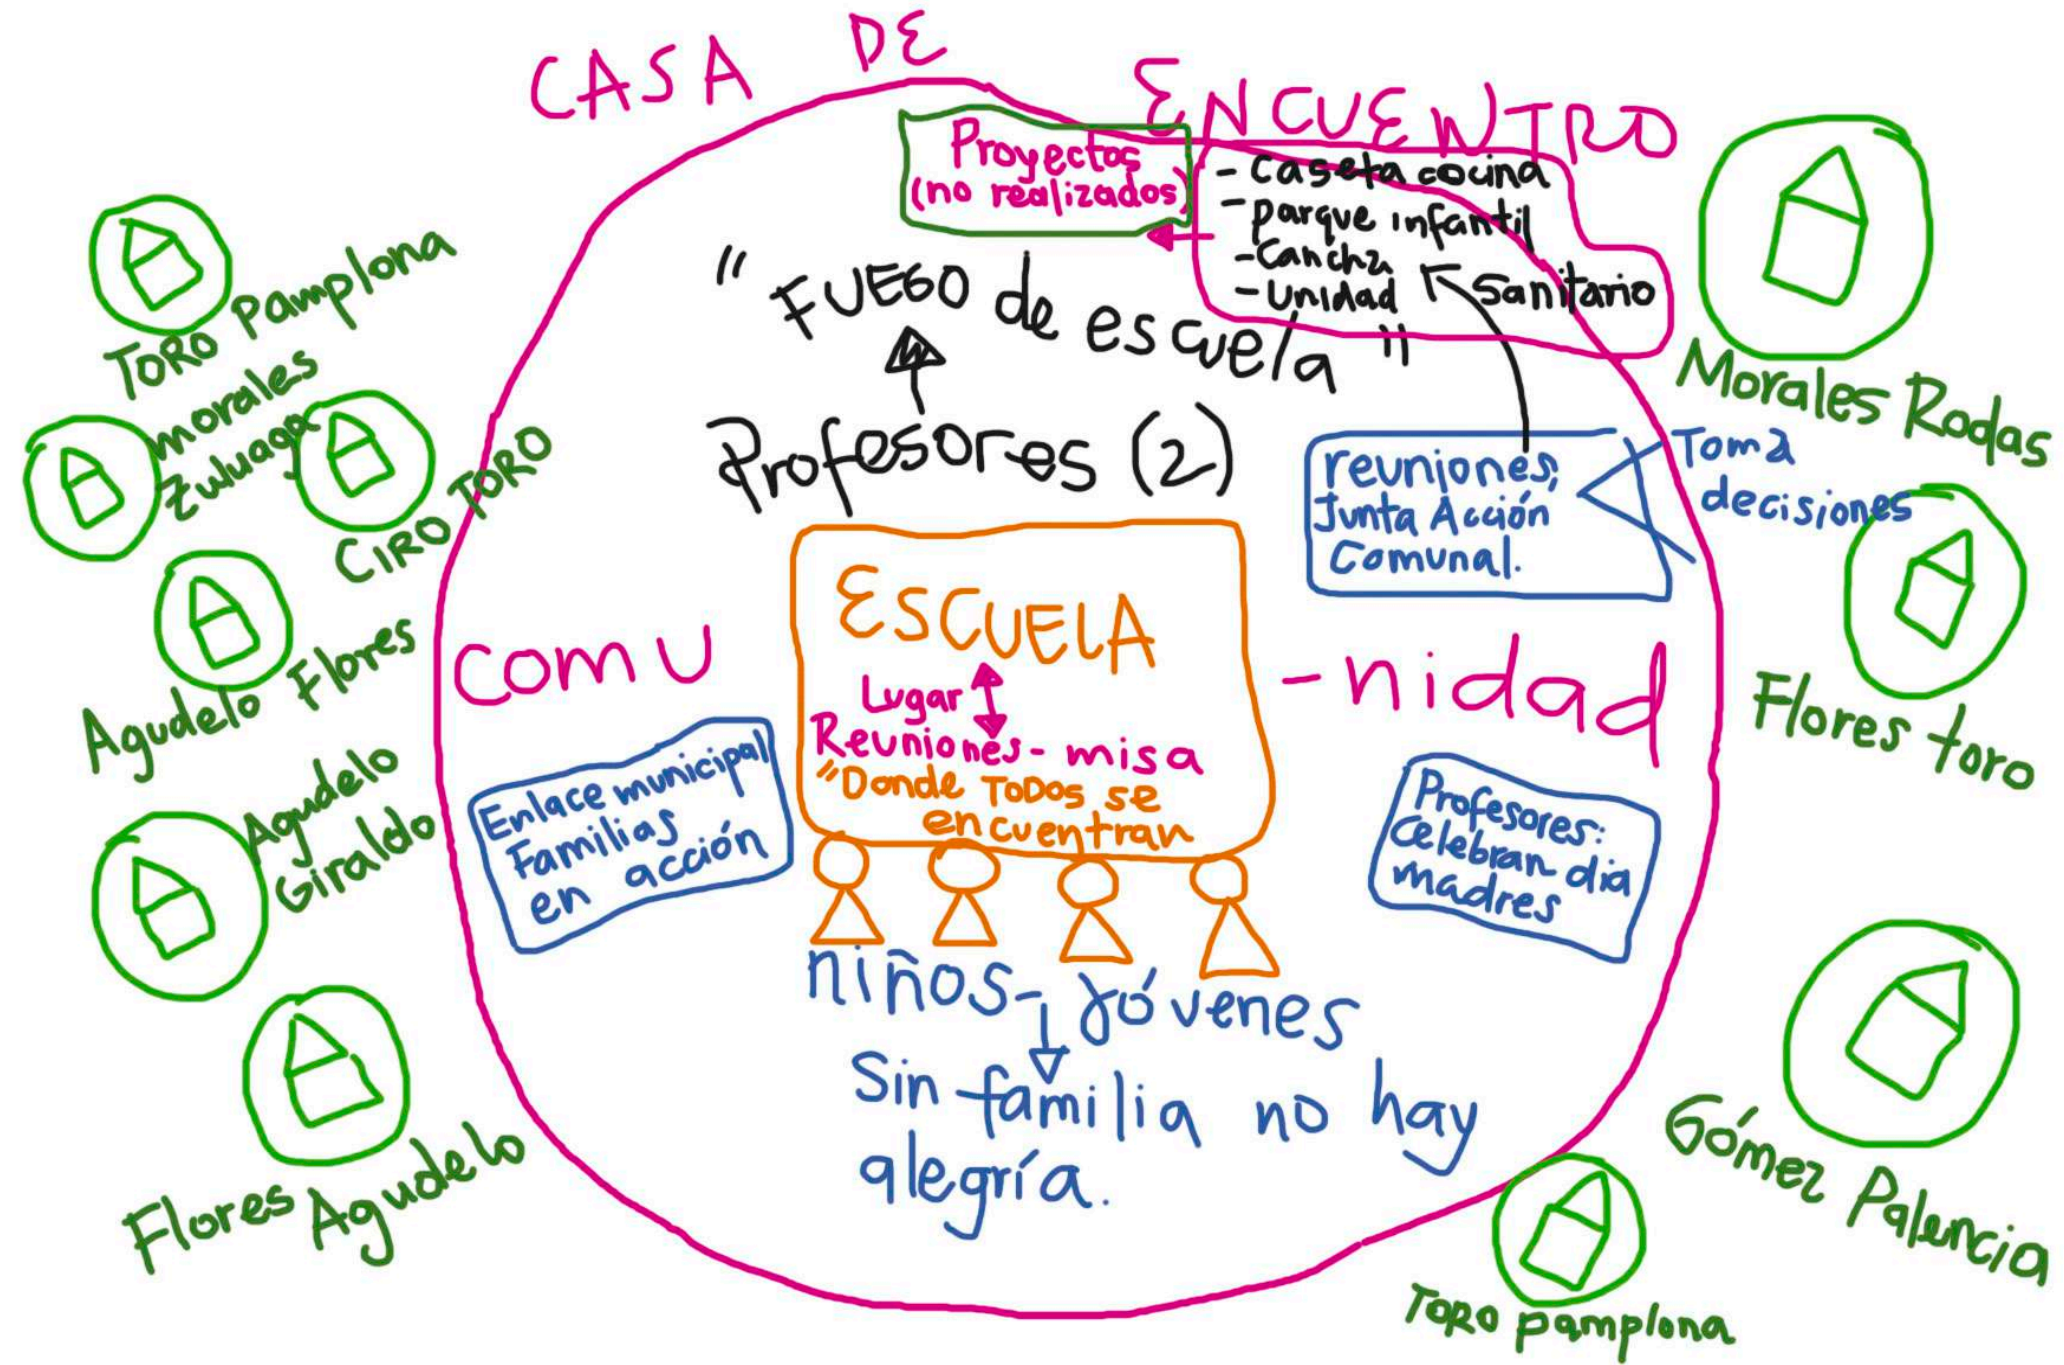 CASA DE ENCUENTRO
Proyectos
(no realizados)
- caseta cocina
- parque infantil
- Cancha
- Unidad Sanitario
"FUEGO de escuela"
Profesores (2)
reuniones,
Junta Acción
Comunal.
Toma
decisiones
ESCUELA
Lugar
Reuniones - misa
"Donde TODOS se
encuentran
comu
-nidad
Enlace municipal
Familias
en acción
Profesores:
celebran dia
madres
niños - jóvenes
Sin familia no hay
alegría.
TORO Pamplona
morales
Zuluaga
CIRO TORO
Agudelo Flores
Agudelo
Giraldo
Flores Agudelo
Morales Rodas
Flores toro
Gómez Palencia
TORO pamplona